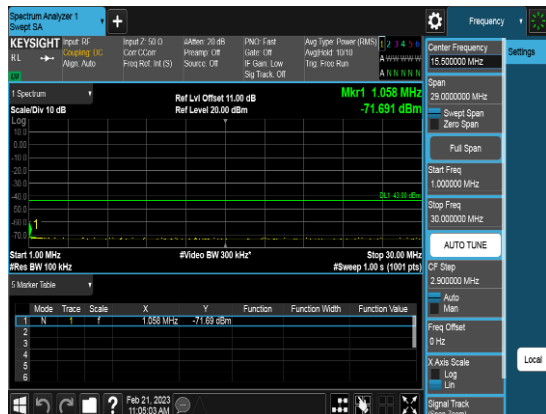 Spectrum Analyzer 1
Swept SA
Frequency
KEYSIGHT
RL
Input: RF
Coupling: DC
Align: Auto
Input Z: 50 Ω
Corr CCorr
Freq Ref: Int (S)
#Atten: 20 dB
Preamp: Off
Source: Off
PNO: Fast
Gate: Off
IF Gain: Low
Sig Track: Off
Avg Type: Power (RMS)
Avg|Hold: 10/10
Trig: Free Run
1 2 3 4 5 6
A W W W W W
A N N N N N
1 Spectrum
Scale/Div 10 dB
Ref Lvl Offset 11.00 dB
Ref Level 20.00 dBm
Mkr1 1.058 MHz
-71.691 dBm
Log
10.0
0.00
-10.0
-20.0
-30.0
-40.0
-50.0
-60.0
-70.0
1
Start 1.00 MHz
#Res BW 100 kHz
#Video BW 300 kHz*
Stop 30.00 MHz
#Sweep 1.00 s (1001 pts)
5 Marker Table
Mode Trace Scale X Y Function Function Width Function Value
1 N 1 f 1.058 MHz -71.69 dBm
2
3
4
5
6
Feb 21, 2023
11:05:03 AM
Center Frequency
15.500000 MHz
Span
29.0000000 MHz
Swept Span
Zero Span
Full Span
Start Freq
1.000000 MHz
Stop Freq
30.000000 MHz
AUTO TUNE
CF Step
2.900000 MHz
Auto
Man
Freq Offset
0 Hz
X Axis Scale
Log
Lin
Signal Track
Settings
Local